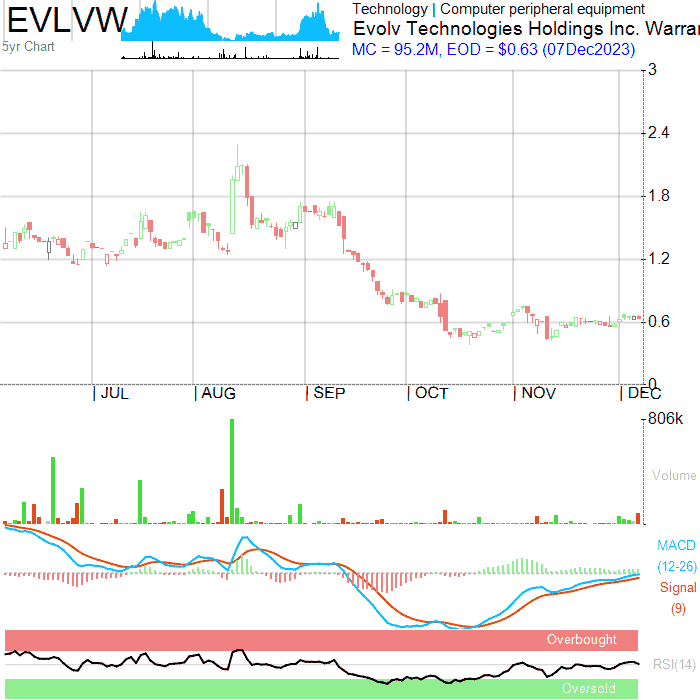 EVLVW
5yr Chart
Technology | Computer peripheral equipment
Evolv Technologies Holdings Inc. Warra
MC = 95.2M, EOD = $0.63 (07Dec2023)
3
2.4
1.8
1.2
0.6
0
| JUL | AUG | SEP | OCT | NOV | DEC
806k
Volume
MACD
(12-26)
Signal
(9)
Overbought
RSI(14)
Oversold